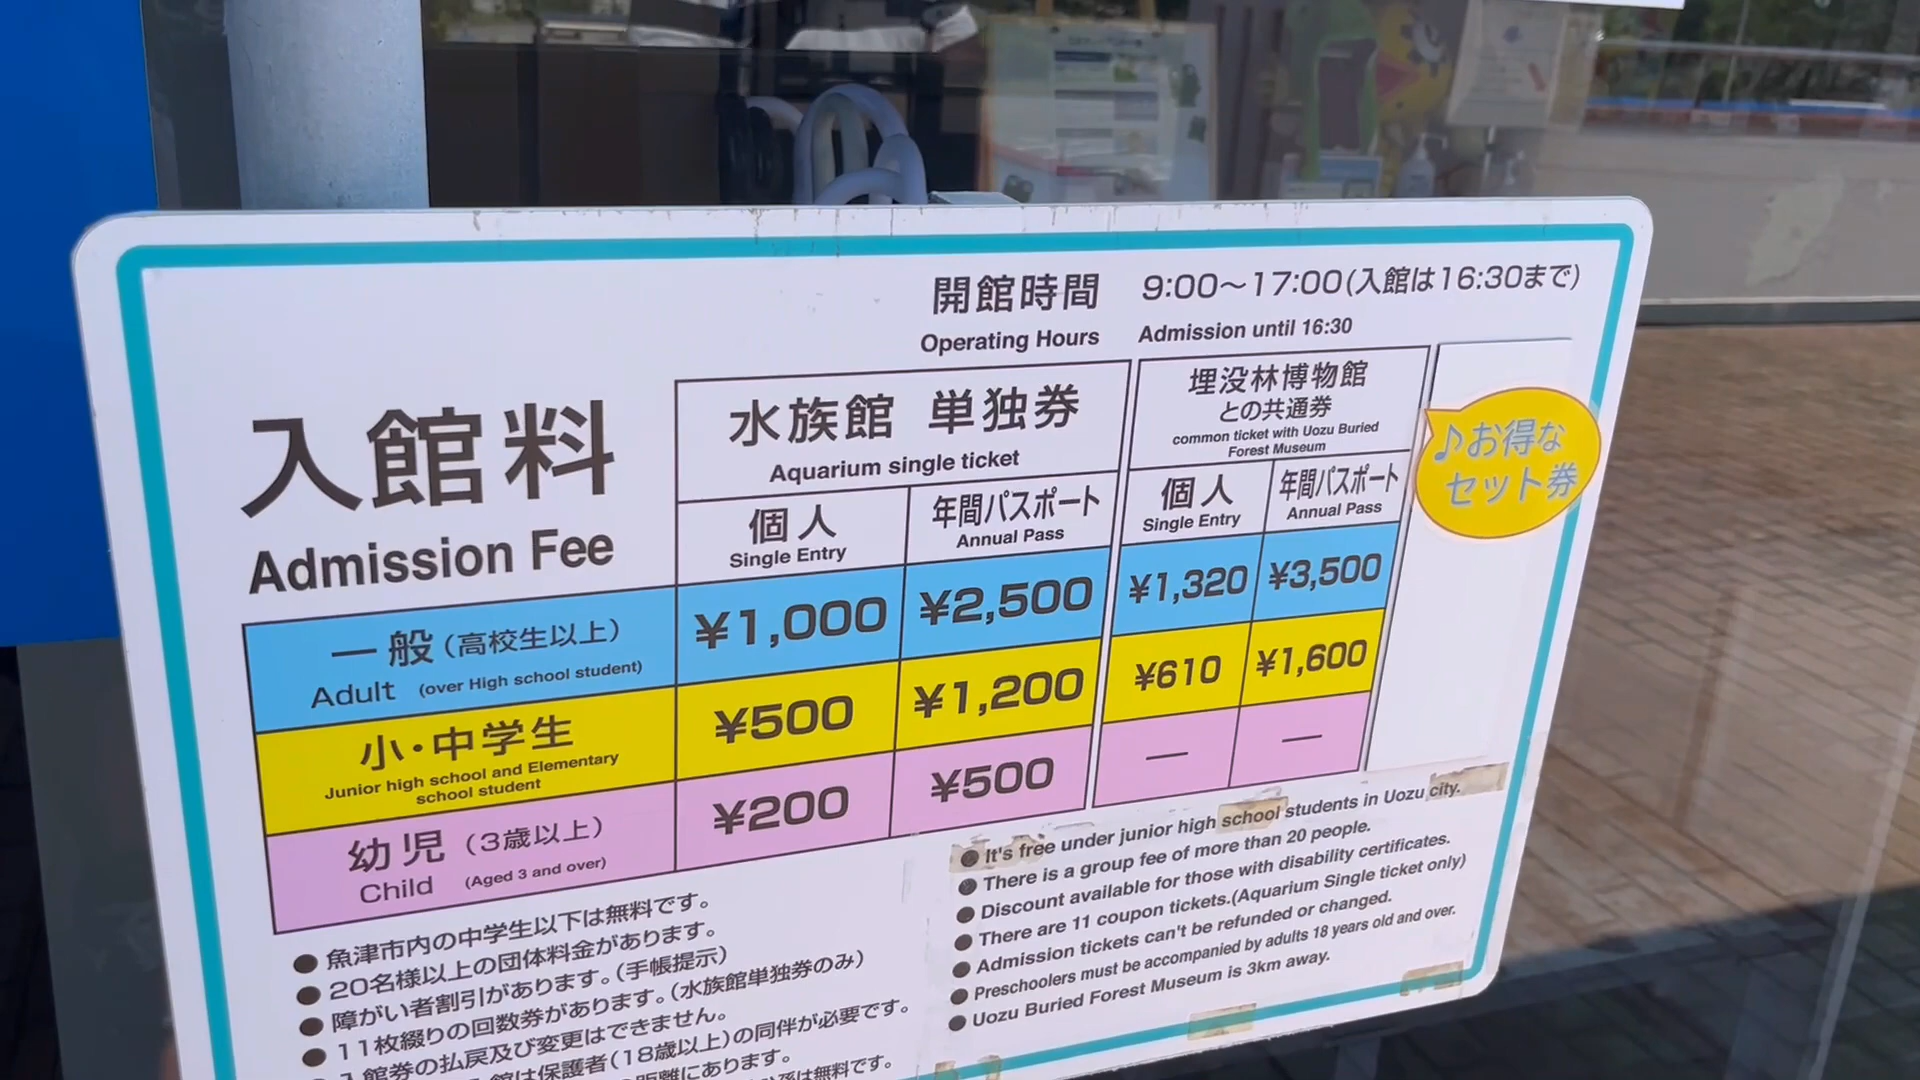 開館時間 9:00〜17:00(入館は16:30まで)
Operating Hours Admission until 16:30
入館料
Admission Fee
水族館 単独券
Aquarium single ticket
埋没林博物館
との共通券
common ticket with Uozu Buried
Forest Museum
♪お得な
セット券
個人
Single Entry
年間パスポート
Annual Pass
個人
Single Entry
年間パスポート
Annual Pass
一般(高校生以上)
Adult (over High school student)
¥1,000 ¥2,500 ¥1,320 ¥3,500
小・中学生
Junior high school and Elementary
school student
¥500 ¥1,200 ¥610 ¥1,600
幼児(3歳以上)
Child (Aged 3 and over)
¥200 ¥500 — —
●魚津市内の中学生以下は無料です。
●20名様以上の団体料金があります。
●障がい者割引があります。(手帳提示)
●11枚綴りの回数券があります。(水族館単独券のみ)
●入館券の払戻及び変更はできません。
館は保護者(18歳以上)の同伴が必要です。
距離にあります。
は無料です。
●It's free under junior high school students in Uozu city.
●There is a group fee of more than 20 people.
●Discount available for those with disability certificates.
●There are 11 coupon tickets.(Aquarium Single ticket only)
●Admission tickets can't be refunded or changed.
●Preschoolers must be accompanied by adults 18 years old and over.
●Uozu Buried Forest Museum is 3km away.